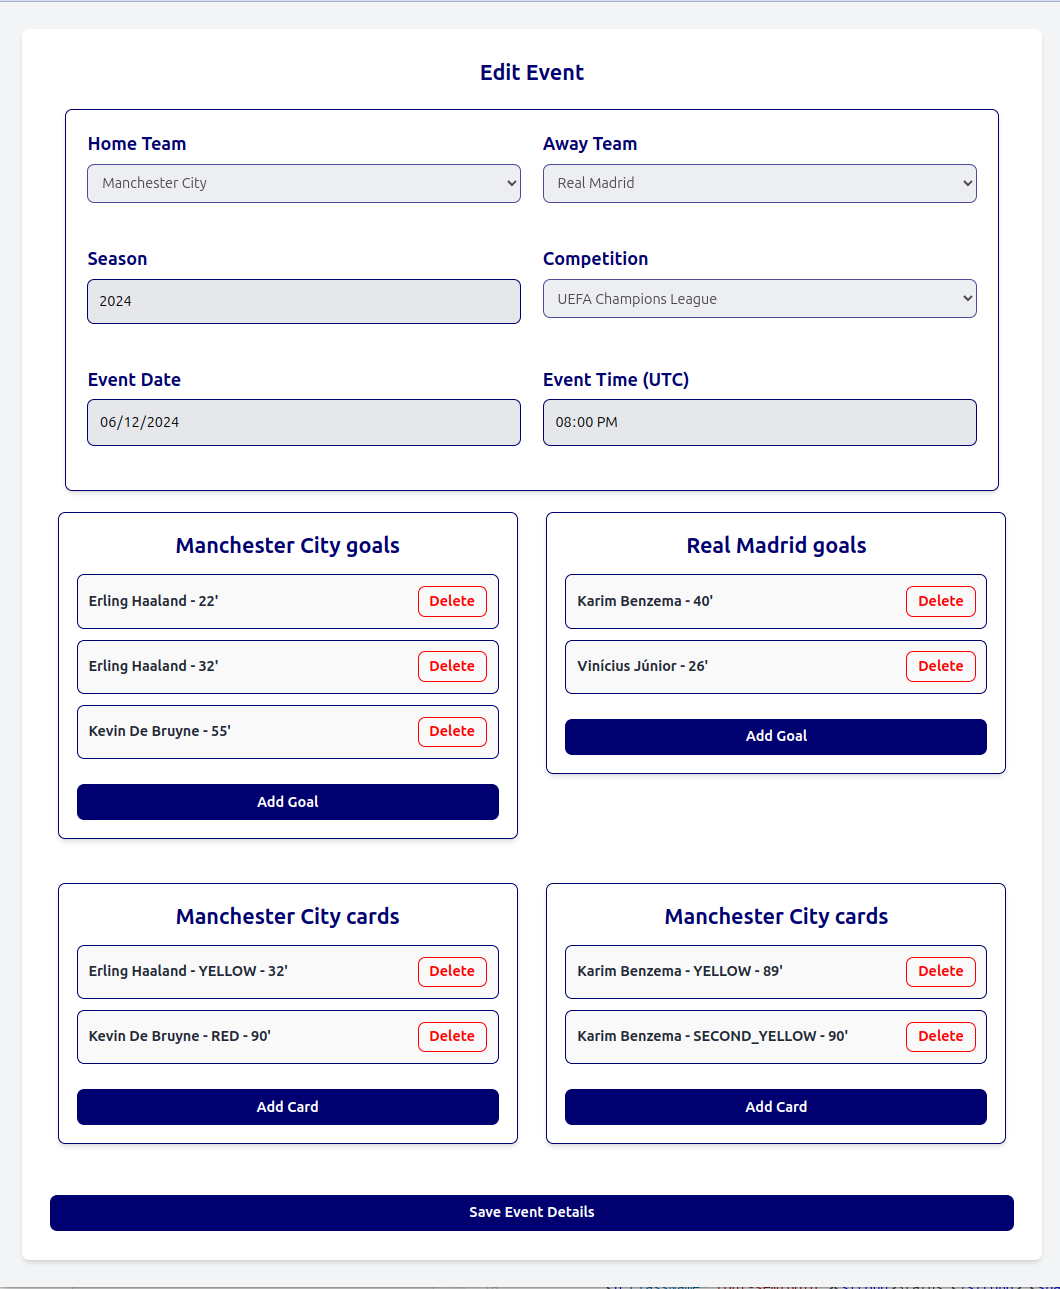 Edit Event
Home Team
Away Team
Manchester City
Real Madrid
Season
Competition
2024
UEFA Champions League
Event Date
Event Time (UTC)
06/12/2024
08:00 PM
Manchester City goals
Erling Haaland - 22' Delete
Erling Haaland - 32' Delete
Kevin De Bruyne - 55' Delete
Add Goal
Real Madrid goals
Karim Benzema - 40' Delete
Vinícius Júnior - 26' Delete
Add Goal
Manchester City cards
Erling Haaland - YELLOW - 32' Delete
Kevin De Bruyne - RED - 90' Delete
Add Card
Manchester City cards
Karim Benzema - YELLOW - 89' Delete
Karim Benzema - SECOND_YELLOW - 90' Delete
Add Card
Save Event Details